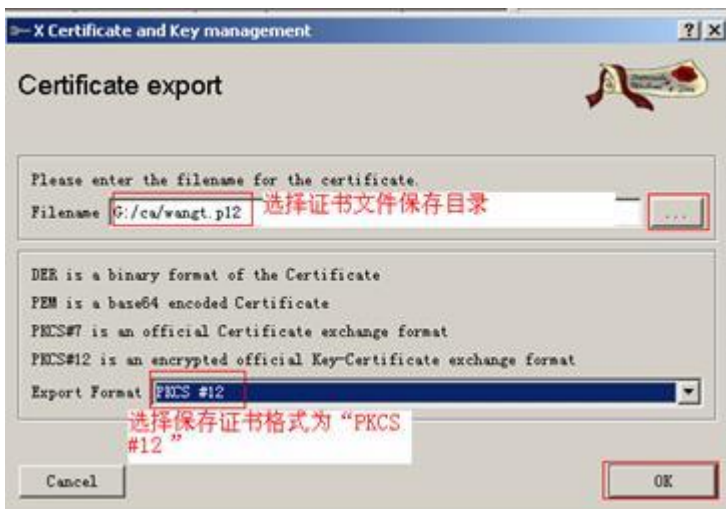 X Certificate and Key management
Certificate export
Please enter the filename for the certificate.
Filename G:/ca/wangt.p12 选择证书文件保存目录 ...
DER is a binary format of the Certificate
PEM is a base64 encoded Certificate
PKCS#7 is an official Certificate exchange format
PKCS#12 is an encrypted official Key-Certificate exchange format
Export Format PKCS #12
选择保存证书格式为“PKCS
#12 ”
Cancel OK